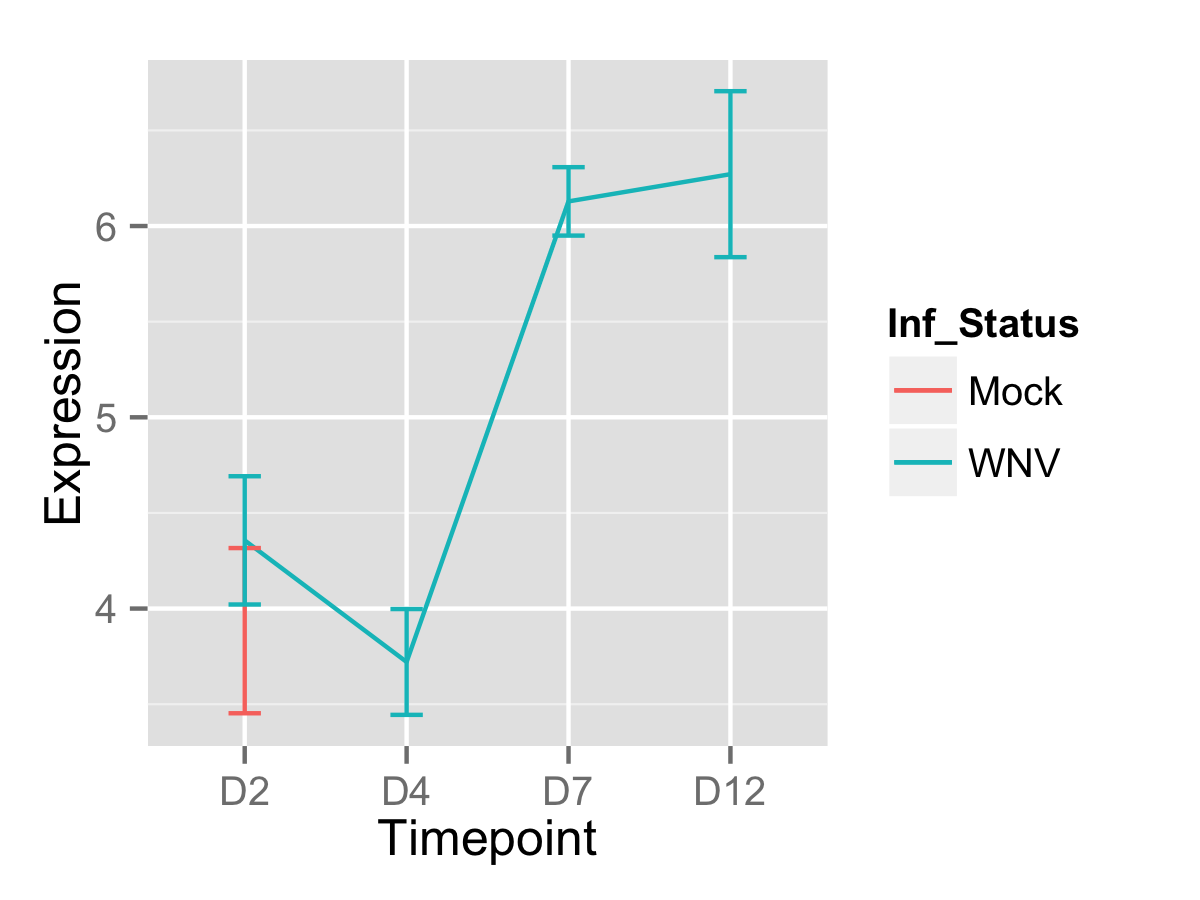 Expression
6
5
4
D2 D4 D7 D12
Timepoint
Inf_Status
Mock
WNV